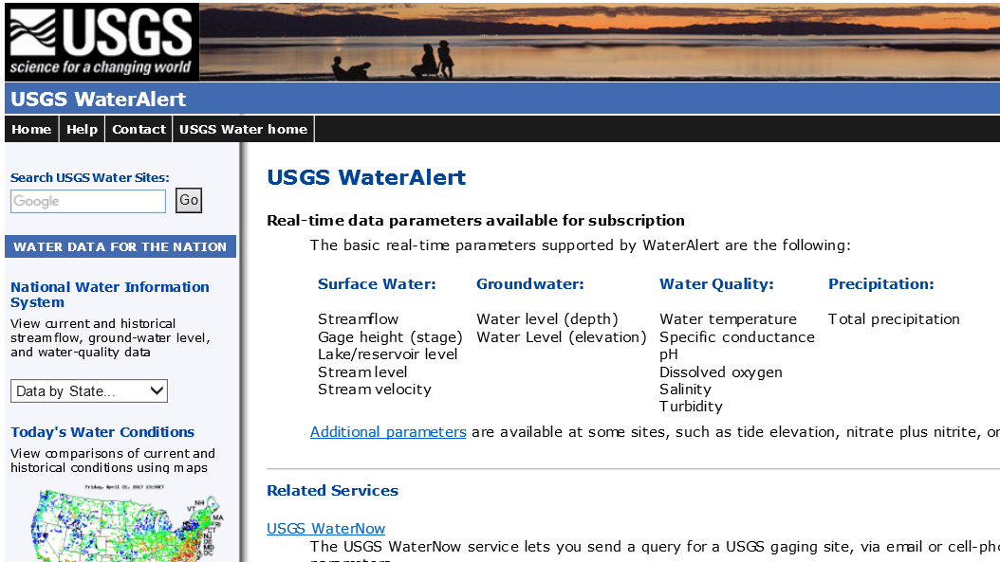 USGS
science for a changing world
USGS WaterAlert
Home Help Contact USGS Water home
Search USGS Water Sites:
Google Go
WATER DATA FOR THE NATION
National Water Information
System
View current and historical
streamflow, ground-water level,
and water-quality data
Data by State...
Today's Water Conditions
View comparisons of current and
historical conditions using maps
Friday, April 21, 2017 13:30ET
NH
VT
MA
RI
CT
NJ
DE
MD
DC
USGS WaterAlert
Real-time data parameters available for subscription
The basic real-time parameters supported by WaterAlert are the following:
Surface Water: Groundwater: Water Quality: Precipitation:
Streamflow Water level (depth) Water temperature Total precipitation
Gage height (stage) Water Level (elevation) Specific conductance
Lake/reservoir level pH
Stream level Dissolved oxygen
Stream velocity Salinity
Turbidity
Additional parameters are available at some sites, such as tide elevation, nitrate plus nitrite, or
Related Services
USGS WaterNow
The USGS WaterNow service lets you send a query for a USGS gaging site, via email or cell-pho